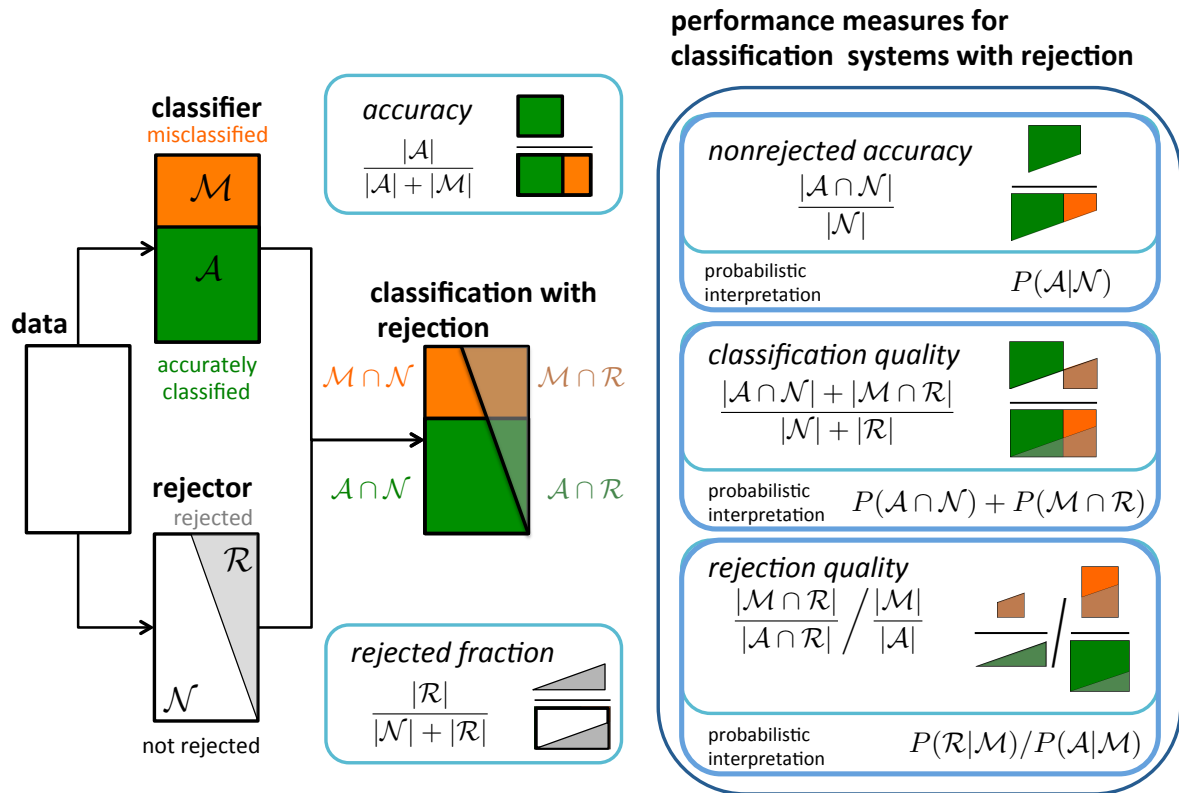 performance measures for
classification systems with rejection
classifier
misclassified
M
A
accurately
classified
data
rejector
rejected
R
N
not rejected
accuracy
|A|
|A| + |M|
classification with
rejection
M ∩ N
M ∩ R
A ∩ N
A ∩ R
rejected fraction
|R|
|N| + |R|
nonrejected accuracy
|A ∩ N|
|N|
probabilistic
interpretation
P(A|N)
classification quality
|A ∩ N| + |M ∩ R|
|N| + |R|
probabilistic
interpretation
P(A ∩ N) + P(M ∩ R)
rejection quality
|M ∩ R| / |M|
|A ∩ R| |A|
/
probabilistic
interpretation
P(R|M)/P(A|M)